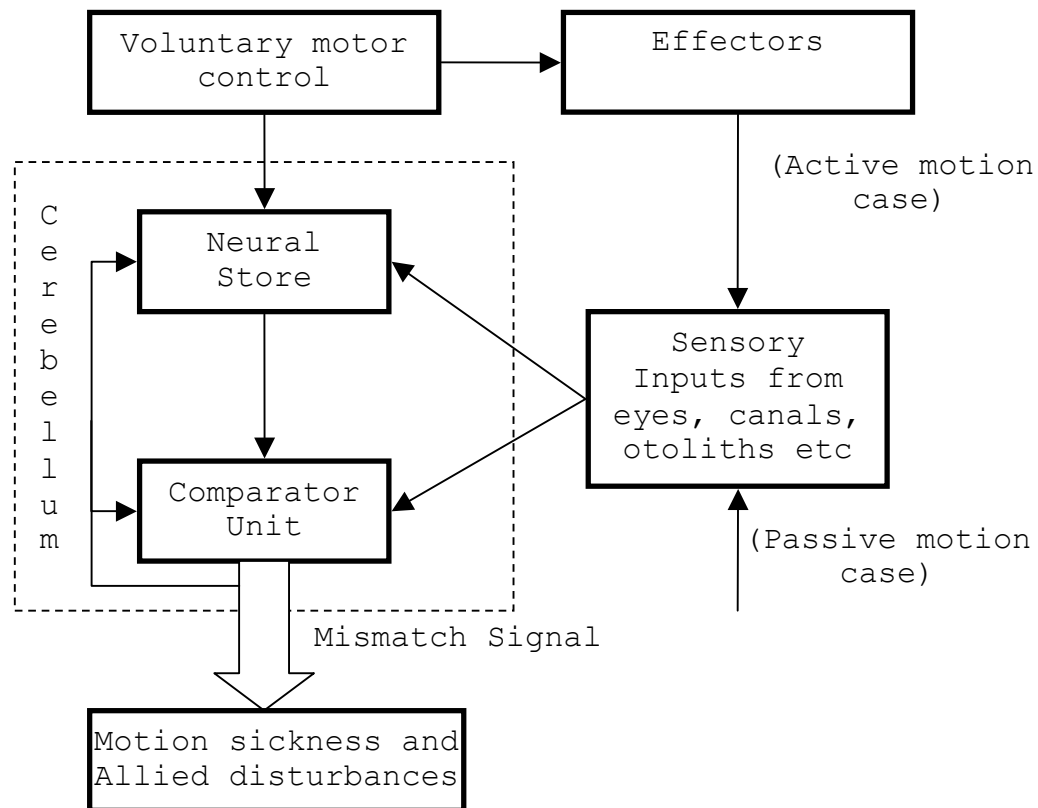 Voluntary motor
control
Effectors
(Active motion
case)
Cerebellum
Neural
Store
Sensory
Inputs from
eyes, canals,
otoliths etc
Comparator
Unit
(Passive motion
case)
Mismatch Signal
Motion sickness and
Allied disturbances